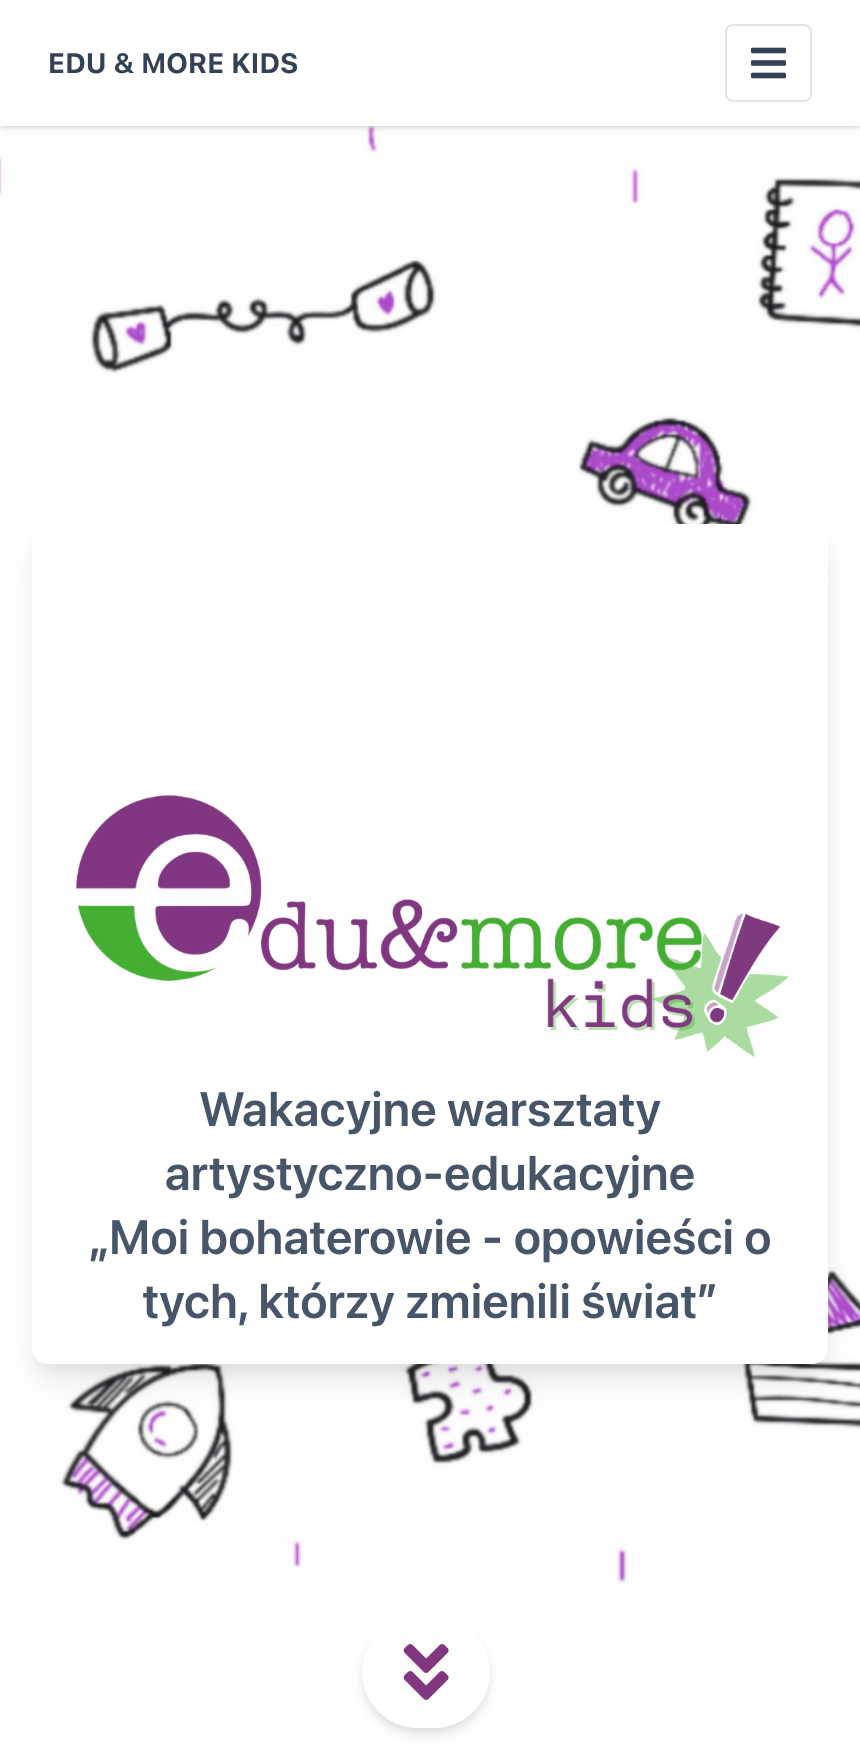 EDU & MORE KIDS
edu&more
kids!
Wakacyjne warsztaty
artystyczno-edukacyjne
„Moi bohaterowie - opowieści o
tych, którzy zmienili świat”